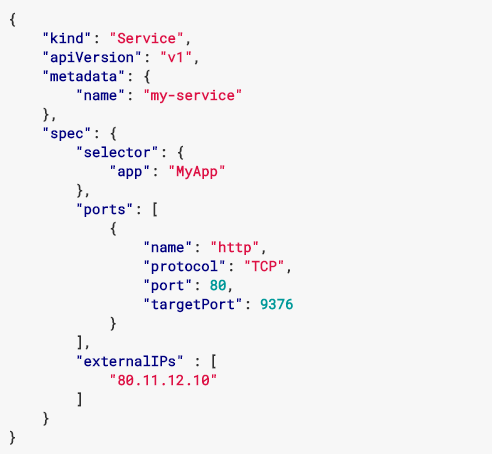 {
    "kind": "Service",
    "apiVersion": "v1",
    "metadata": {
        "name": "my-service"
    },
    "spec": {
        "selector": {
            "app": "MyApp"
        },
        "ports": [
            {
                "name": "http",
                "protocol": "TCP",
                "port": 80,
                "targetPort": 9376
            }
        ],
        "externalIPs" : [
            "80.11.12.10"
        ]
    }
}